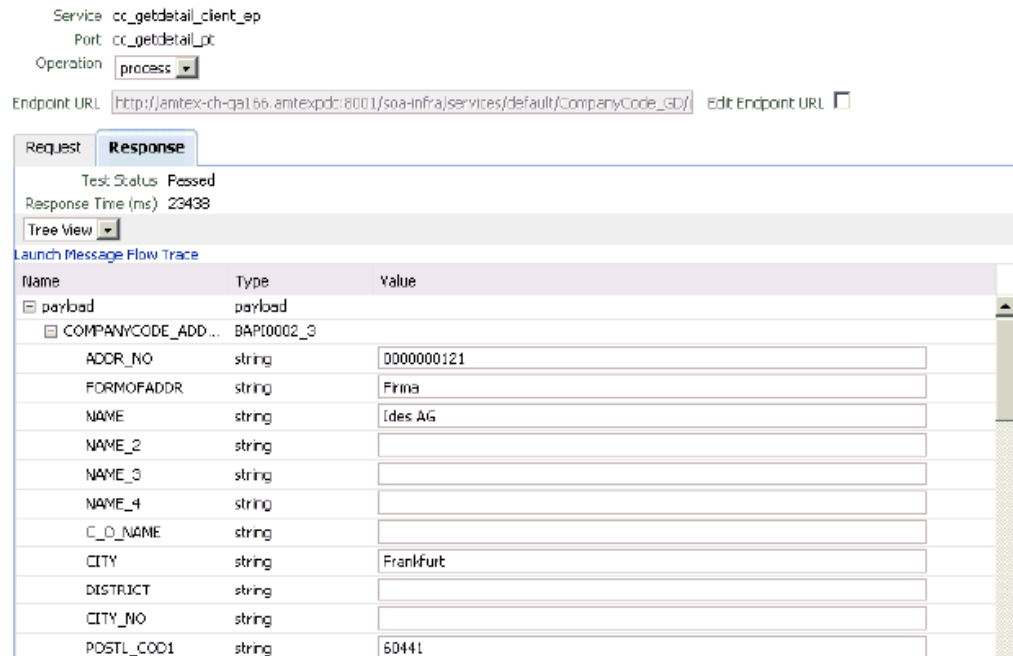 Service cc_getdetail_client_ep
Port cc_getdetail_pt
Operation process
Endpoint URL http://amtex-ch-qa166.amtexpdc:8001/soa-infra/services/default/CompanyCode_GD/ Edit Endpoint URL
Request Response
Test Status Passed
Response Time (ms) 23438
Tree View
Launch Message Flow Trace
Name Type Value
payload payload
COMPANYCODE_ADD... BAPI0002_3
ADDR_NO string 0000000121
FORMOFADDR string Firma
NAME string Ides AG
NAME_2 string
NAME_3 string
NAME_4 string
C_O_NAME string
CITY string Frankfurt
DISTRICT string
CITY_NO string
POSTL_COD1 string 60441